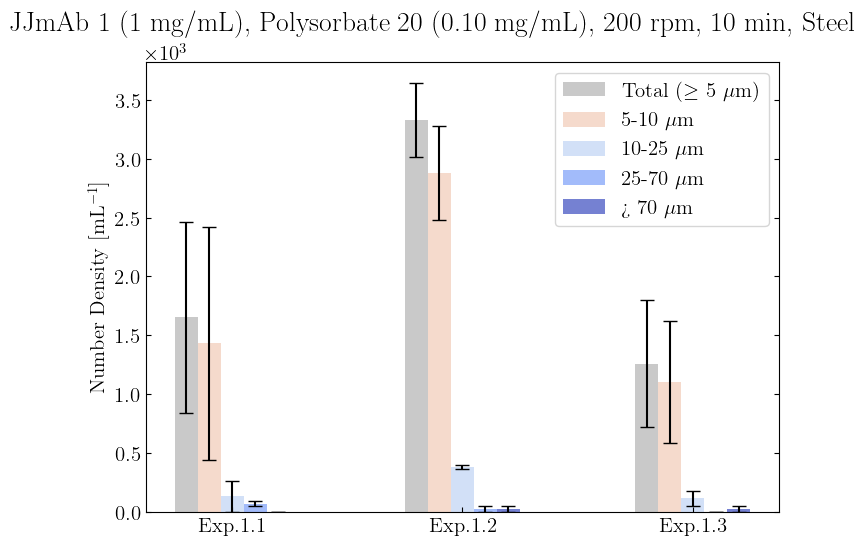 JJmAb 1 (1 mg/mL), Polysorbate 20 (0.10 mg/mL), 200 rpm, 10 min, Steel
×10³
Number Density [mL⁻¹]
3.5
3.0
2.5
2.0
1.5
1.0
0.5
0.0
Total (≥ 5 μm)
5-10 μm
10-25 μm
25-70 μm
¿ 70 μm
Exp.1.1 Exp.1.2 Exp.1.3